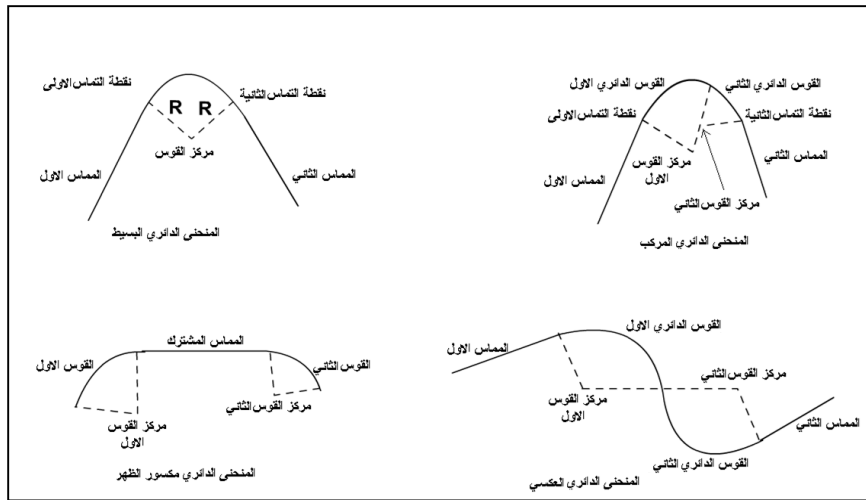 نقطة التماس الاولى
R R
نقطة التماس الثانية
مركز القوس
المماس الاول
المماس الثاني
المنحنى الدائري البسيط
القوس الدائري الثاني
القوس الدائري الاول
نقطة التماس الثانية
نقطة التماس الاولى
مركز القوس
الاول
المماس الثاني
المماس الاول
مركز القوس الثاني
المنحنى الدائري المركب
المماس المشترك
القوس الاول
القوس الثاني
مركز القوس الثاني
مركز القوس
الاول
المنحنى الدائري مكسور الظهر
القوس الدائري الاول
المماس الاول
مركز القوس الثاني
مركز القوس
الاول
المماس الثاني
القوس الدائري الثاني
المنحنى الدائري العكسي